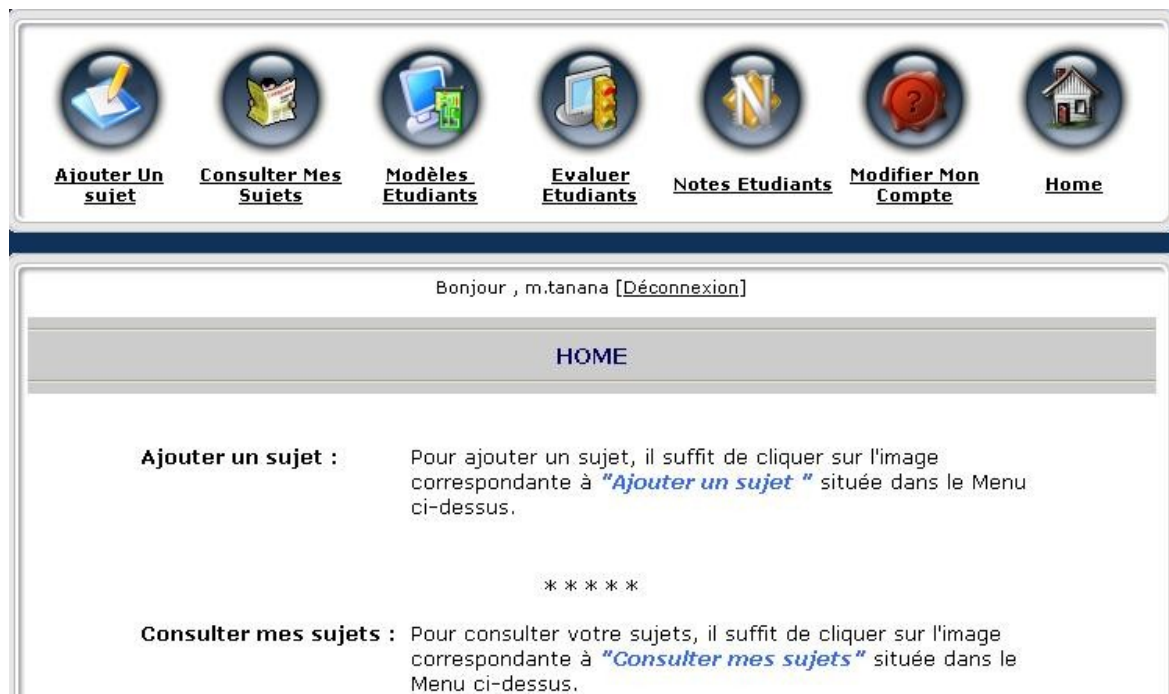 Ajouter Un sujet
Consulter Mes Sujets
Modèles Etudiants
Evaluer Etudiants
Notes Etudiants
Modifier Mon Compte
Home
Bonjour , m.tanana [Déconnexion]
HOME
Ajouter un sujet : Pour ajouter un sujet, il suffit de cliquer sur l'image
correspondante à "Ajouter un sujet " située dans le Menu
ci-dessus.
* * * * *
Consulter mes sujets : Pour consulter votre sujets, il suffit de cliquer sur l'image
correspondante à "Consulter mes sujets" située dans le
Menu ci-dessus.